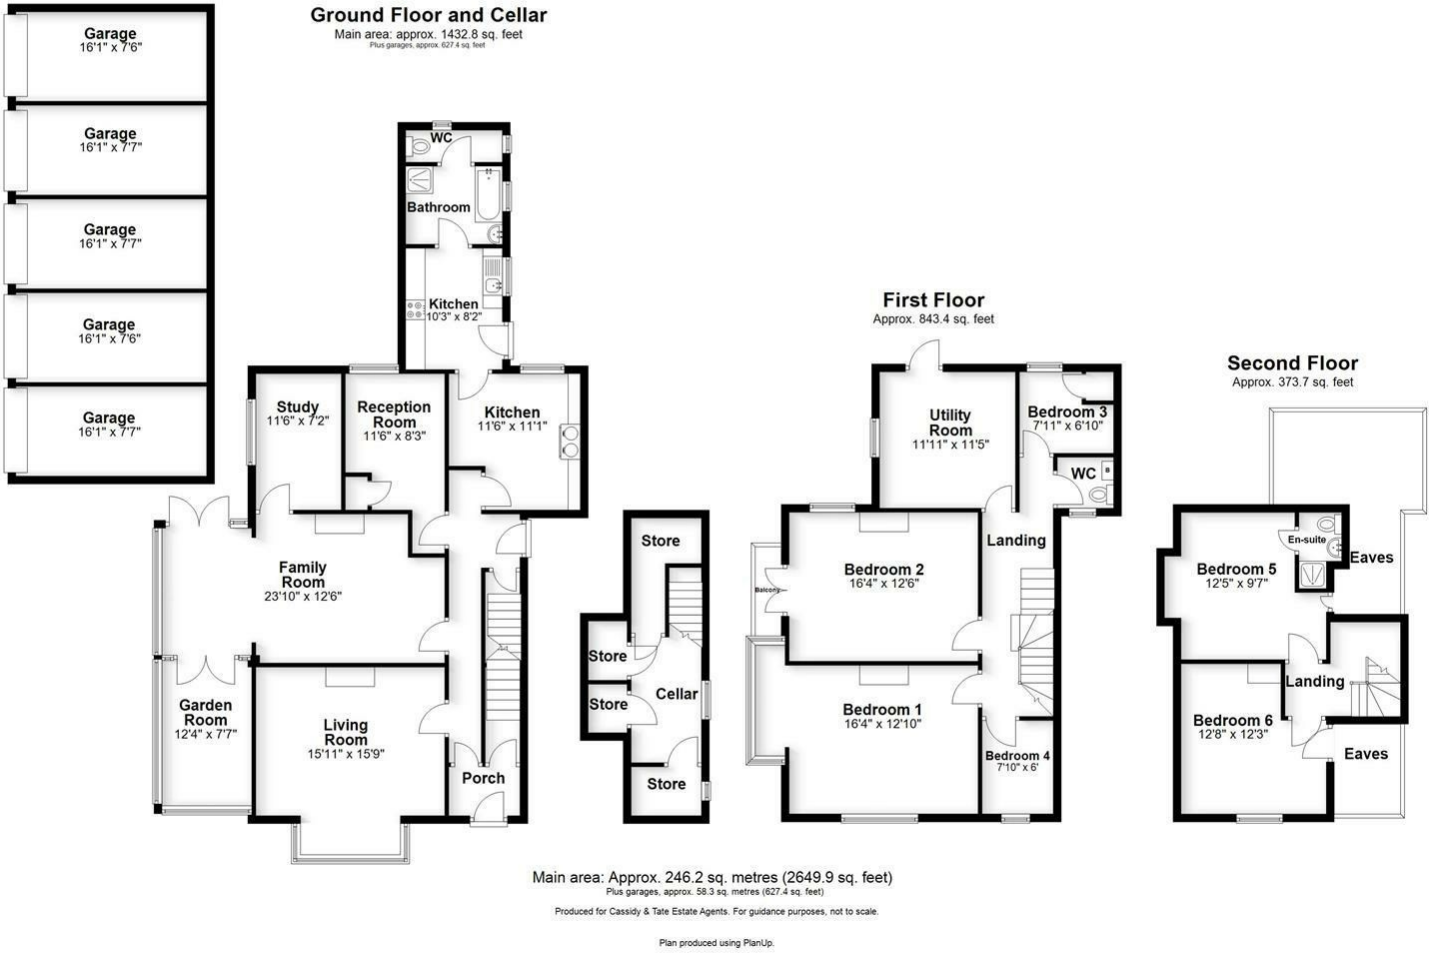 Ground Floor and Cellar
Main area: approx. 1432.8 sq. feet
Plus garages, approx. 627.4 sq. feet
Garage
16'1" x 7'6"
Garage
16'1" x 7'7"
Garage
16'1" x 7'7"
Garage
16'1" x 7'6"
Garage
16'1" x 7'7"
WC
Bathroom
Kitchen
10'3" x 8'2"
Study
11'6" x 7'2"
Reception
Room
11'6" x 8'3"
Kitchen
11'6" x 11'1"
Family
Room
23'10" x 12'6"
Garden
Room
12'4" x 7'7"
Living
Room
15'11" x 15'9"
Porch
Store
Store
Store
Cellar
Store
First Floor
Approx. 843.4 sq. feet
Utility
Room
11'11" x 11'5"
Bedroom 3
7'11" x 6'10"
WC
Landing
Bedroom 2
16'4" x 12'6"
Balcony
Bedroom 1
16'4" x 12'10"
Bedroom 4
7'10" x 6'
Second Floor
Approx. 373.7 sq. feet
En-suite
Eaves
Bedroom 5
12'5" x 9'7"
Landing
Bedroom 6
12'8" x 12'3"
Eaves
Main area: Approx. 246.2 sq. metres (2649.9 sq. feet)
Plus garages, approx. 58.3 sq. metres (627.4 sq. feet)
Produced for Cassidy & Tate Estate Agents. For guidance purposes, not to scale.
Plan produced using PlanUp.